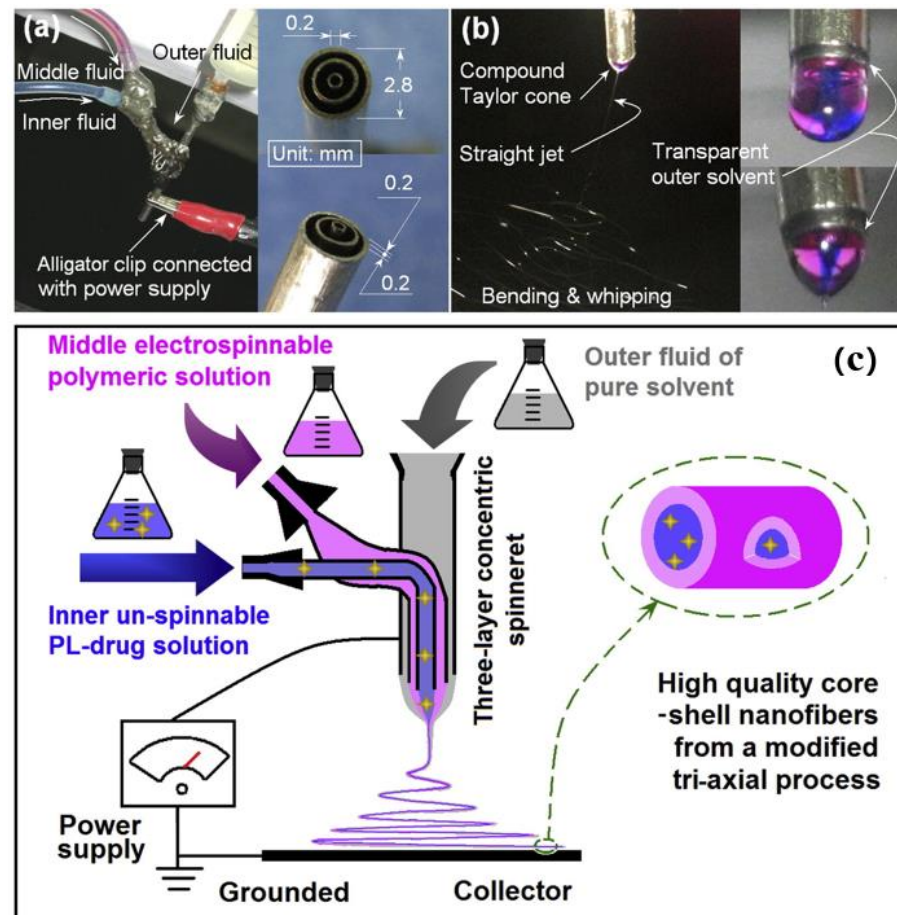 (a)
0.2
Outer fluid
Middle fluid
Inner fluid
2.8
Unit: mm
0.2
Alligator clip connected
with power supply
0.2
(b)
Compound
Taylor cone
Straight jet
Transparent
outer solvent
Bending & whipping
(c)
Middle electrospinnable
polymeric solution
Outer fluid of
pure solvent
Inner un-spinnable
PL-drug solution
Three-layer concentric
spinneret
High quality core
-shell nanofibers
from a modified
tri-axial process
Power
supply
Grounded
Collector